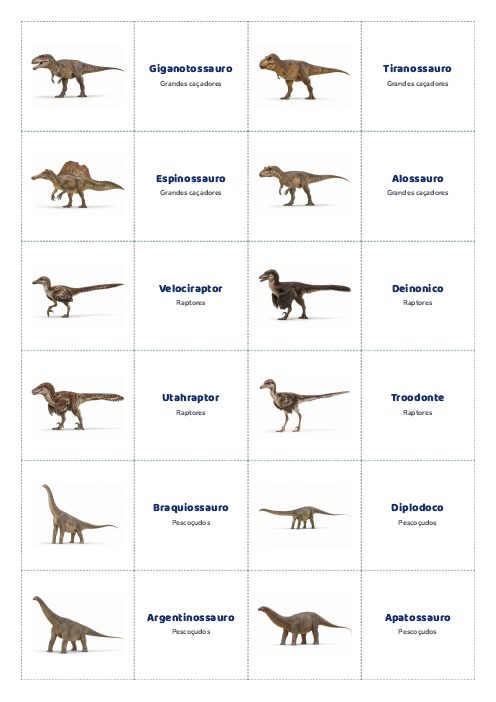 Giganotossauro
Grandes caçadores
Tiranossauro
Grandes caçadores
Espinossauro
Grandes caçadores
Alossauro
Grandes caçadores
Velociraptor
Raptores
Deinonico
Raptores
Utahraptor
Raptores
Troodonte
Raptores
Braquiossauro
Pescoçudos
Diplodoco
Pescoçudos
Argentinossauro
Pescoçudos
Apatossauro
Pescoçudos